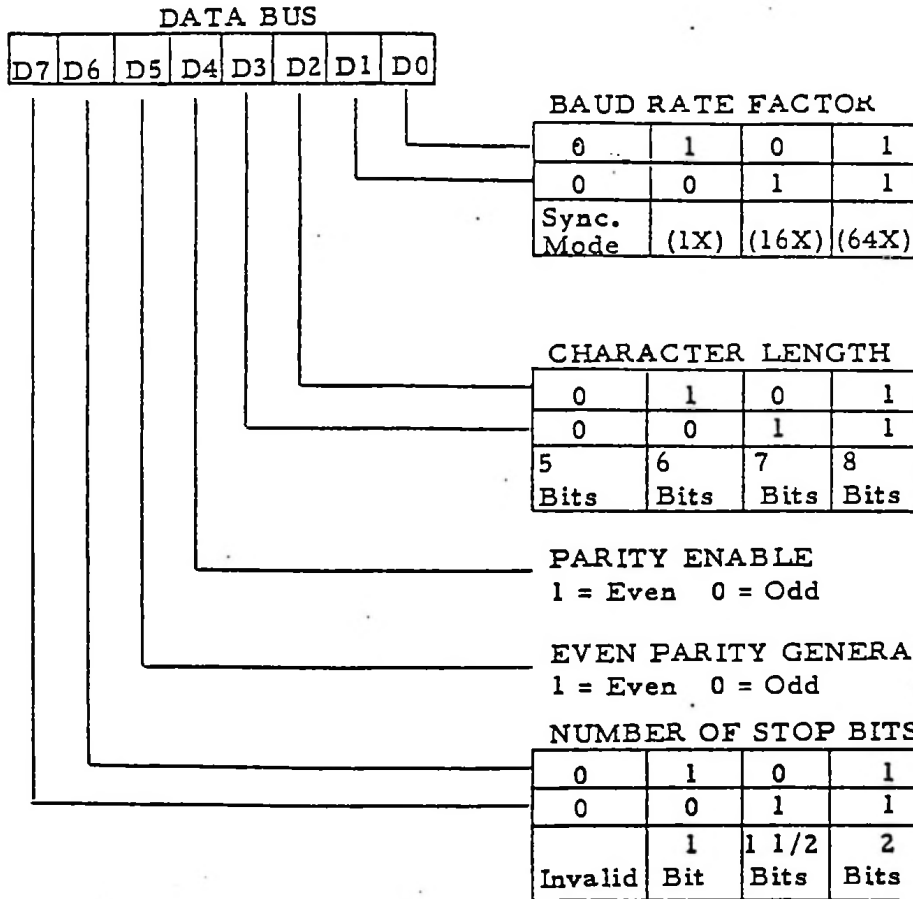 DATA BUS
D7 D6 D5 D4 D3 D2 D1 D0
BAUD RATE FACTOR
0 1 0 1
0 0 1 1
Sync. Mode (1X) (16X) (64X)
CHARACTER LENGTH
0 1 0 1
0 0 1 1
5 Bits 6 Bits 7 Bits 8 Bits
PARITY ENABLE
1 = Even 0 = Odd
EVEN PARITY GENERA
1 = Even 0 = Odd
NUMBER OF STOP BITS
0 1 0 1
0 0 1 1
Invalid 1 Bit 1 1/2 Bits 2 Bits